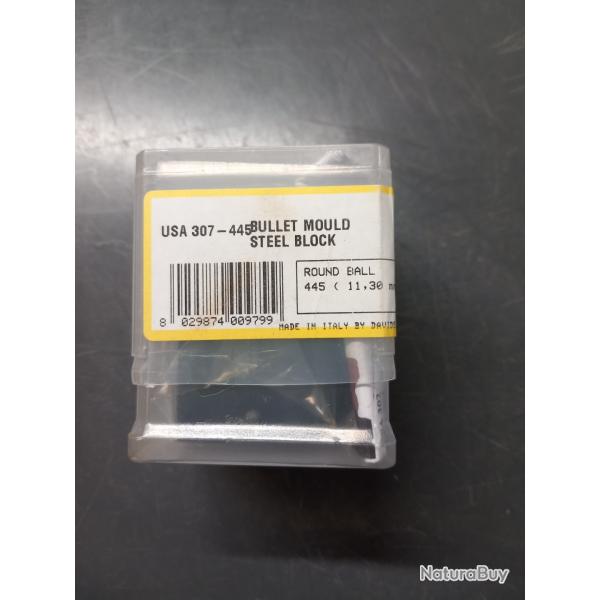 USA 307-445 BULLET MOULD
STEEL BLOCK
ROUND BALL
445 ( 11,30
8 029874 009799
MADE IN ITALY BY
NaturaBuy